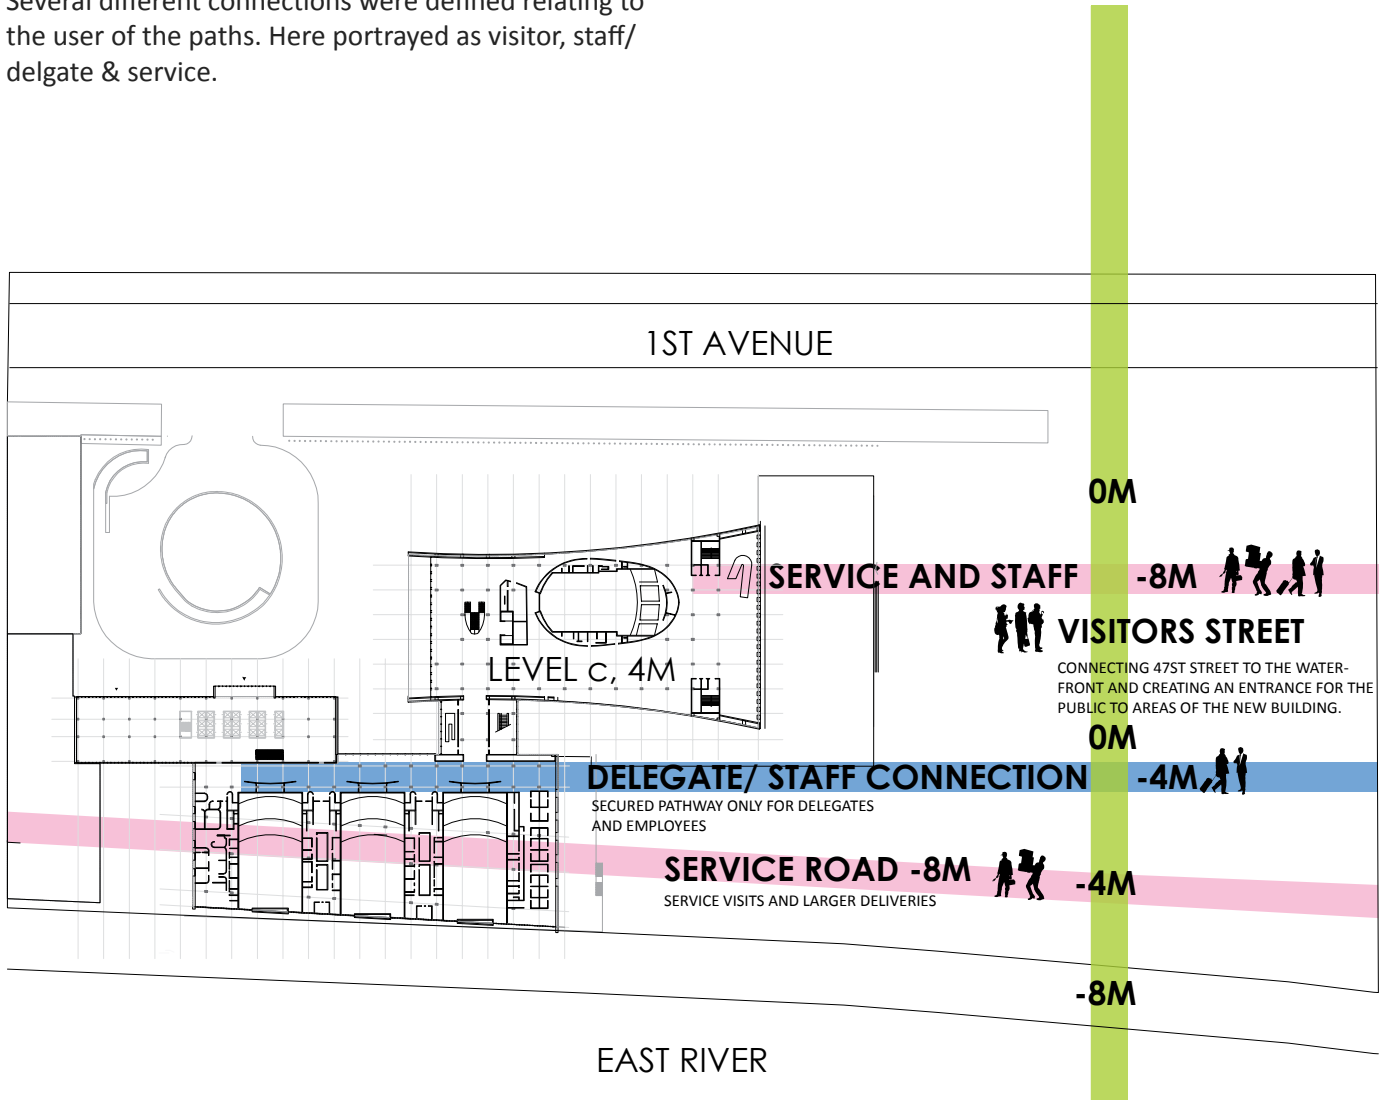 Several different connections were defined relating to
the user of the paths. Here portrayed as visitor, staff/
delgate & service.
1ST AVENUE
0M
SERVICE AND STAFF -8M
VISITORS STREET
CONNECTING 47ST STREET TO THE WATER-
FRONT AND CREATING AN ENTRANCE FOR THE
PUBLIC TO AREAS OF THE NEW BUILDING.
LEVEL c, 4M
0M
DELEGATE/ STAFF CONNECTION -4M
SECURED PATHWAY ONLY FOR DELEGATES
AND EMPLOYEES
SERVICE ROAD -8M
-4M
SERVICE VISITS AND LARGER DELIVERIES
-8M
EAST RIVER